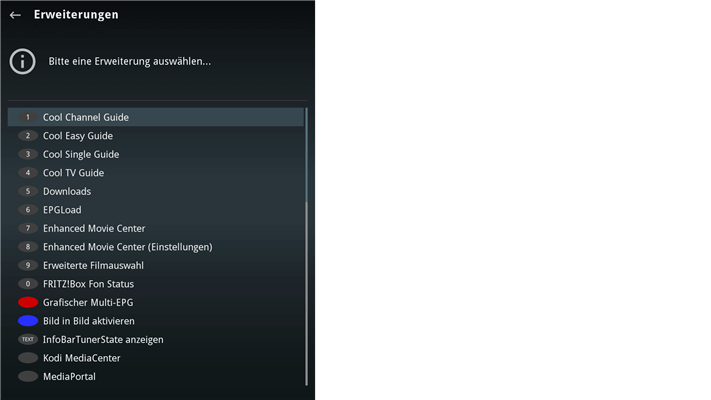 Erweiterungen
Bitte eine Erweiterung auswählen...
1 Cool Channel Guide
2 Cool Easy Guide
3 Cool Single Guide
4 Cool TV Guide
5 Downloads
6 EPGLoad
7 Enhanced Movie Center
8 Enhanced Movie Center (Einstellungen)
9 Erweiterte Filmauswahl
0 FRITZ!Box Fon Status
Grafischer Multi-EPG
Bild in Bild aktivieren
TEXT InfoBarTunerState anzeigen
Kodi MediaCenter
MediaPortal